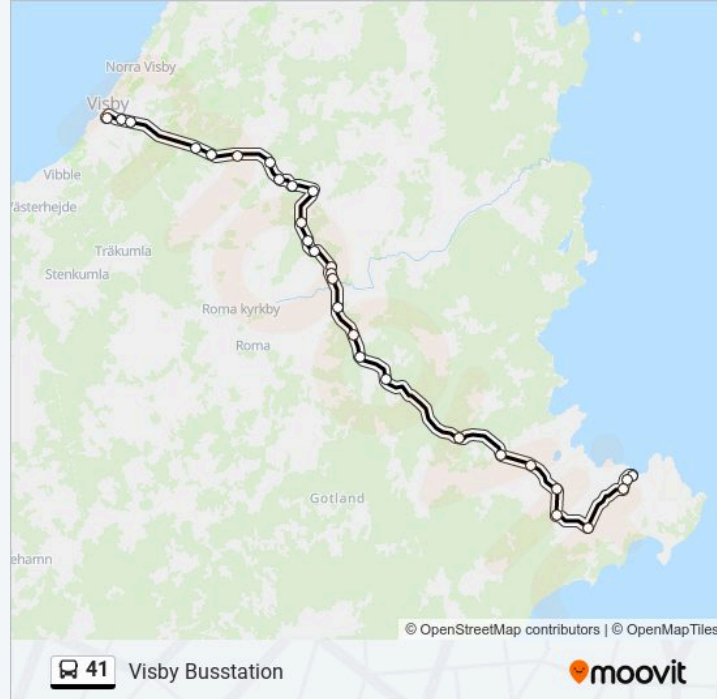 Norra Visby
Visby
Vibble
ästerhejde
Träkumla
Stenkumla
Roma kyrkby
Roma
Gotland
ehamn
© OpenStreetMap contributors | © OpenMapTiles
41 Visby Busstation
moovit